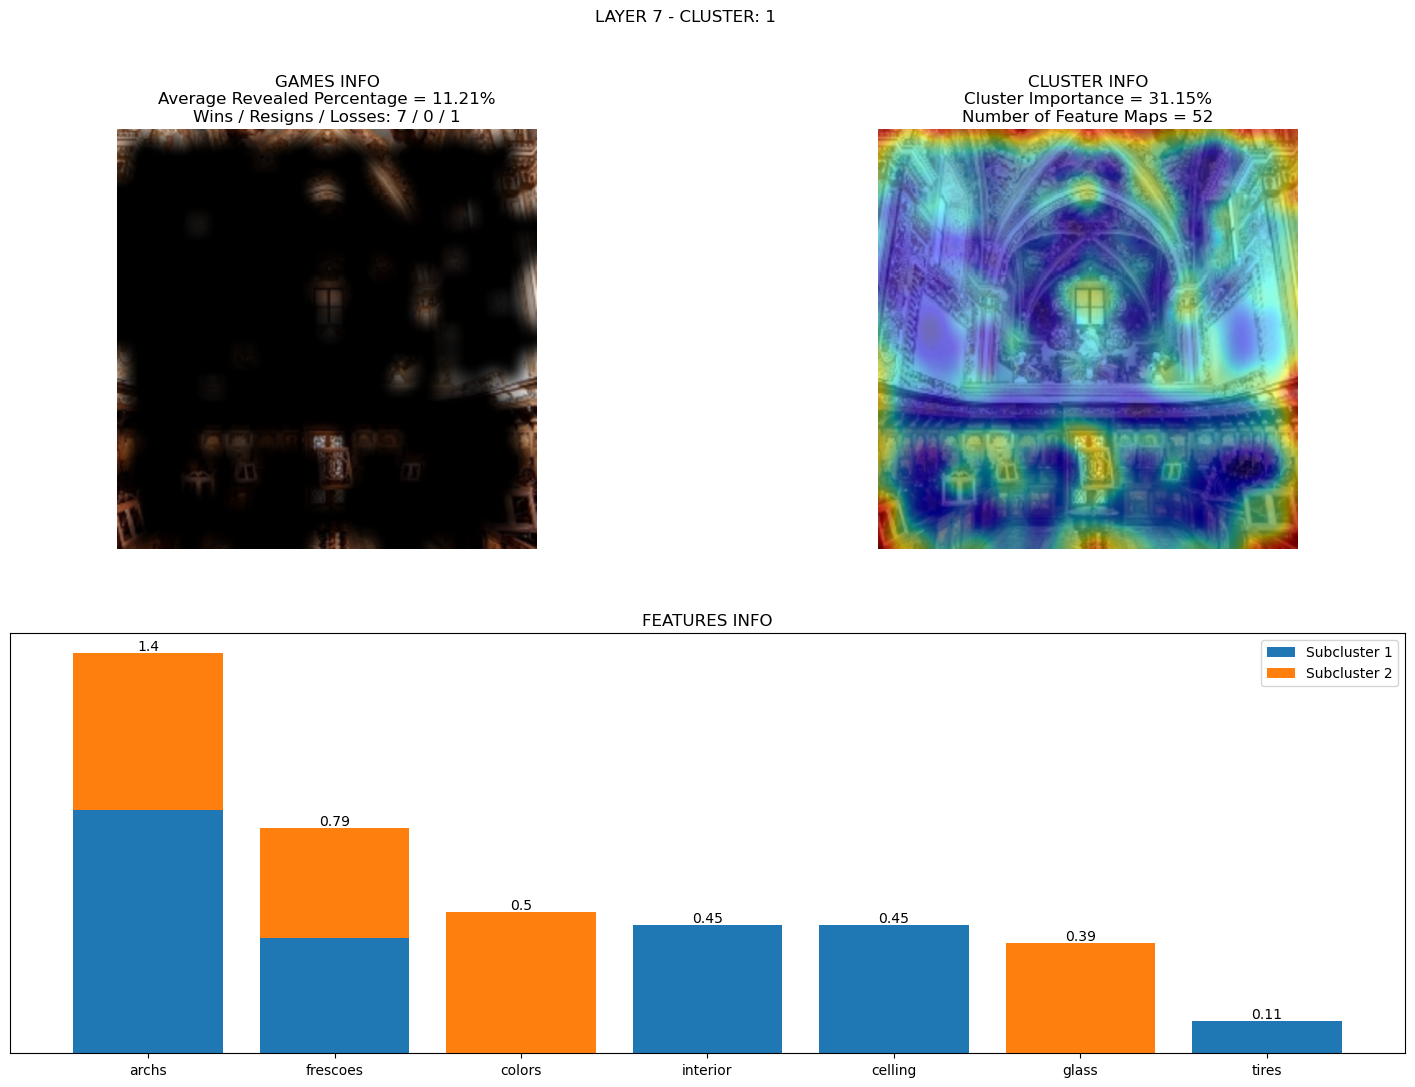 LAYER 7 - CLUSTER: 1
GAMES INFO
Average Revealed Percentage = 11.21%
Wins / Resigns / Losses: 7 / 0 / 1
CLUSTER INFO
Cluster Importance = 31.15%
Number of Feature Maps = 52
FEATURES INFO
Subcluster 1
Subcluster 2
1.4
0.79
0.5
0.45
0.45
0.39
0.11
archs
frescoes
colors
interior
celling
glass
tires